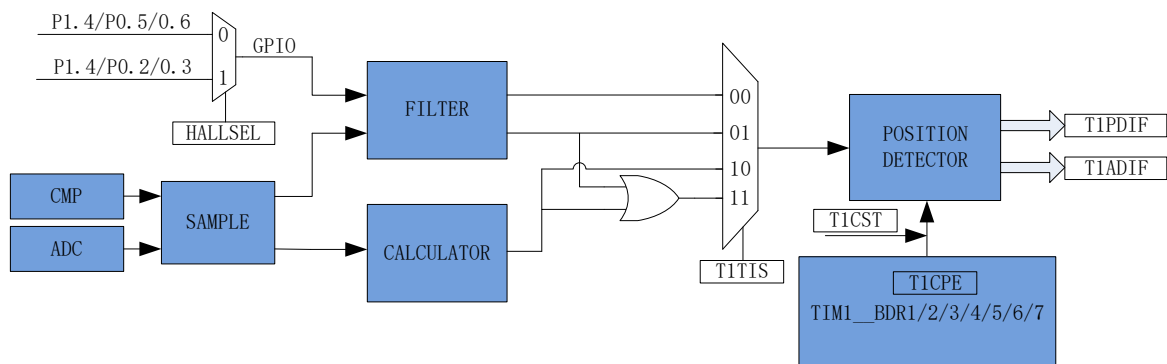 P1.4/P0.5/0.6
0
GPIO
P1.4/P0.2/0.3
1
HALLSEL
FILTER
00
01
10
11
POSITION
DETECTOR
T1PDIF
T1ADIF
CMP
ADC
SAMPLE
CALCULATOR
T1TIS
T1CST
T1CPE
TIM1__BDR1/2/3/4/5/6/7